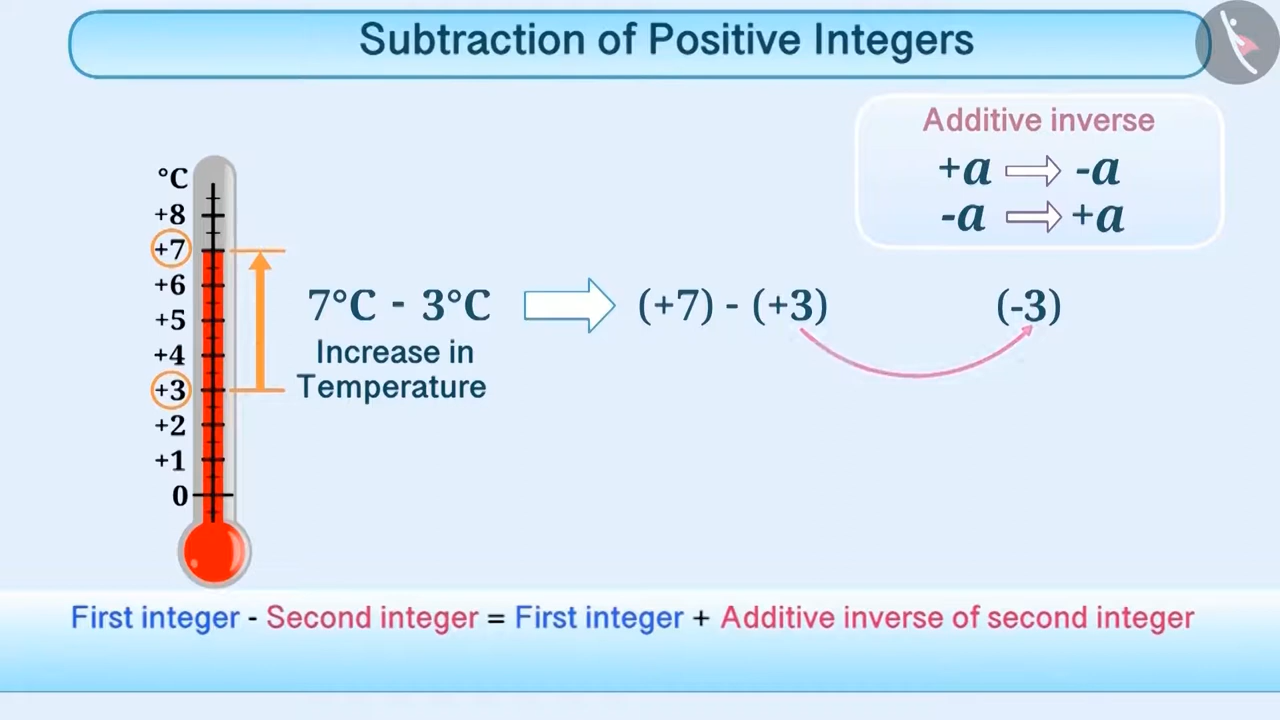 Subtraction of Positive Integers
Additive inverse
+a ⇒ -a
-a ⇒ +a
°C
+8
+7
+6
+5
+4
+3
+2
+1
0
7°C - 3°C ⇒ (+7) - (+3) (-3)
Increase in
Temperature
First integer - Second integer = First integer + Additive inverse of second integer